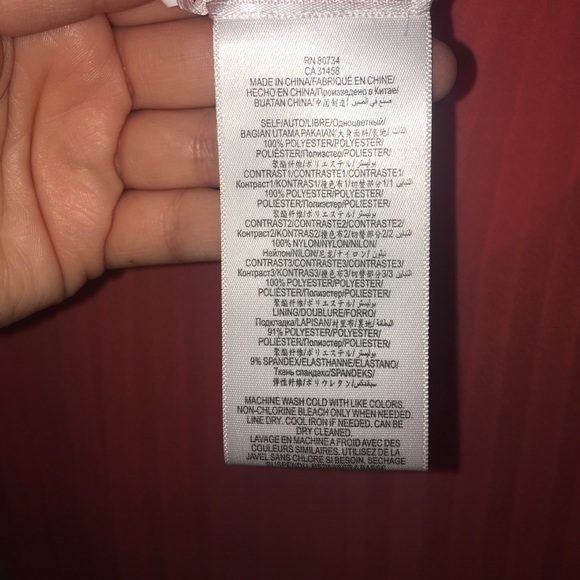 RN 80734
CA 31458
MADE IN CHINA/FABRIQUÉ EN CHINE/
HECHO EN CHINA/Произведено в Китае/
BUATAN CHINA/中国制造/ صنع في الصين
SELF/AUTO/LIBRE/Одноцветный/
BAGIAN UTAMA PAKAIAN/大身面料/表地/ الذات
100% POLYESTER/POLYESTER/
POLIÉSTER/Полиэстер/POLIESTER/
聚酯纤维/ポリエステル/ بوليستر
CONTRAST1/CONTRASTE1/CONTRASTE1/
Контраст1/KONTRAS1/撞色布1/切替部分1/1 التباين
100% POLYESTER/POLYESTER/
POLIÉSTER/Полиэстер/POLIESTER/
聚酯纤维/ポリエステル/ بوليستر
CONTRAST2/CONTRASTE2/CONTRASTE2/
Контраст2/KONTRAS2/撞色布2/切替部分2/2 التباين
100% NYLON/NYLON/NILON/
Нейлон/NILON/尼龙/ナイロン/ نيلون
CONTRAST3/CONTRASTE3/CONTRASTE3/
Контраст3/KONTRAS3/撞色布3/切替部分3/3 التباين
100% POLYESTER/POLYESTER/
POLIÉSTER/Полиэстер/POLIESTER/
聚酯纤维/ポリエステル/ بوليستر
LINING/DOUBLURE/FORRO/
Подкладка/LAPISAN/衬里布/裏地/ البطانة
91% POLYESTER/POLYESTER/
POLIÉSTER/Полиэстер/POLIESTER/
聚酯纤维/ポリエステル/ بوليستر
9% SPANDEX/ELASTHANNE/ELASTANO/
Ткань спандекс/SPANDEKS/
弹性纤维/ポリウレタン/ سبانديكس
MACHINE WASH COLD WITH LIKE COLORS.
NON-CHLORINE BLEACH ONLY WHEN NEEDED.
LINE DRY. COOL IRON IF NEEDED. CAN BE
DRY CLEANED.
LAVAGE EN MACHINE A FROID AVEC DES
COULEURS SIMILAIRES. UTILISEZ DE LA
JAVEL SANS CHLORE SI BESOIN. SECHAGE